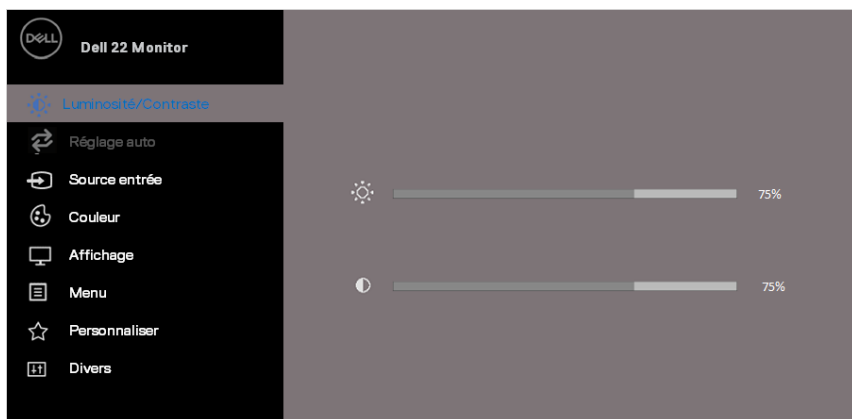 DELL
Dell 22 Monitor
Luminosité/Contraste
Réglage auto
Source entrée
Couleur
Affichage
Menu
Personnaliser
Divers
75%
75%